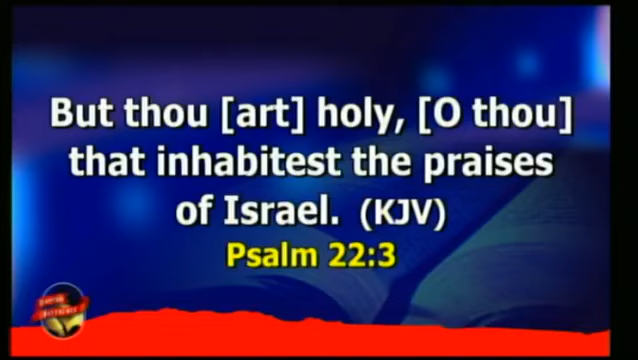 But thou [art] holy, [O thou]
that inhabitest the praises
of Israel. (KJV)
Psalm 22:3